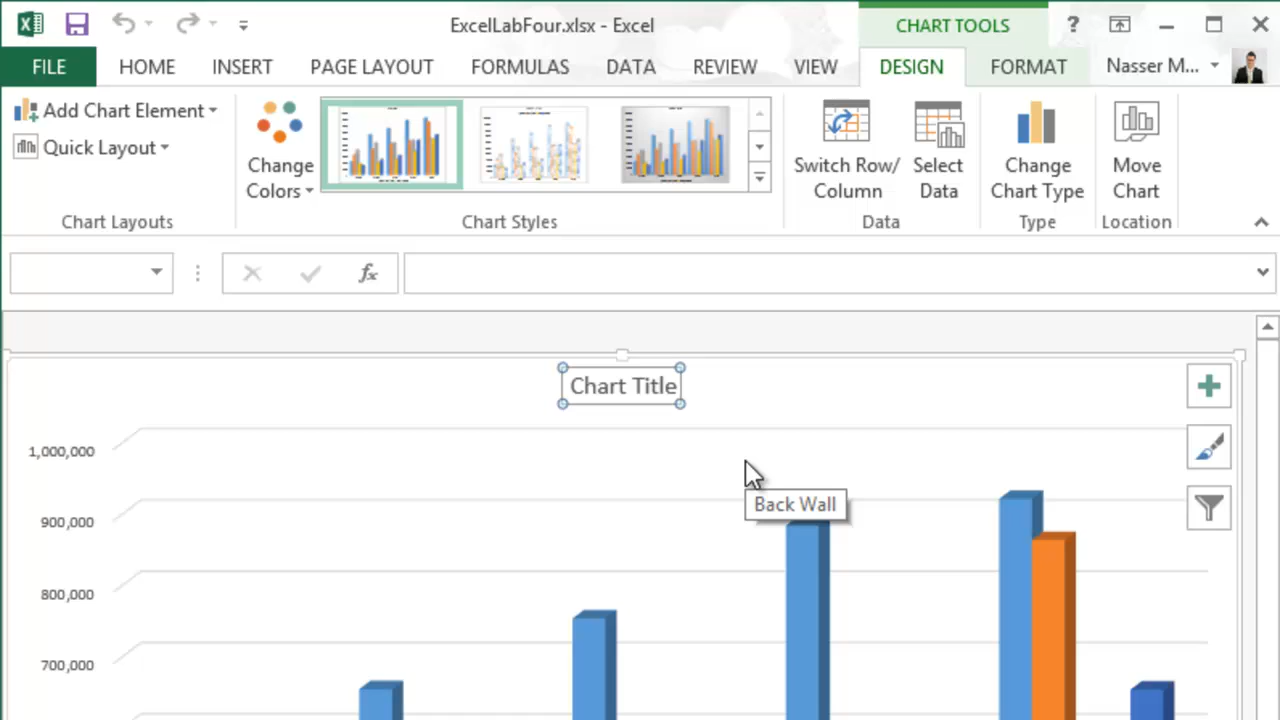 ExcelLabFour.xlsx - Excel
CHART TOOLS
?
FILE
HOME
INSERT
PAGE LAYOUT
FORMULAS
DATA
REVIEW
VIEW
DESIGN
FORMAT
Nasser M...
Add Chart Element
Quick Layout
Change
Colors
Switch Row/
Column
Select
Data
Change
Chart Type
Move
Chart
Chart Layouts
Chart Styles
Data
Type
Location
fx
Chart Title
1,000,000
Back Wall
900,000
800,000
700,000